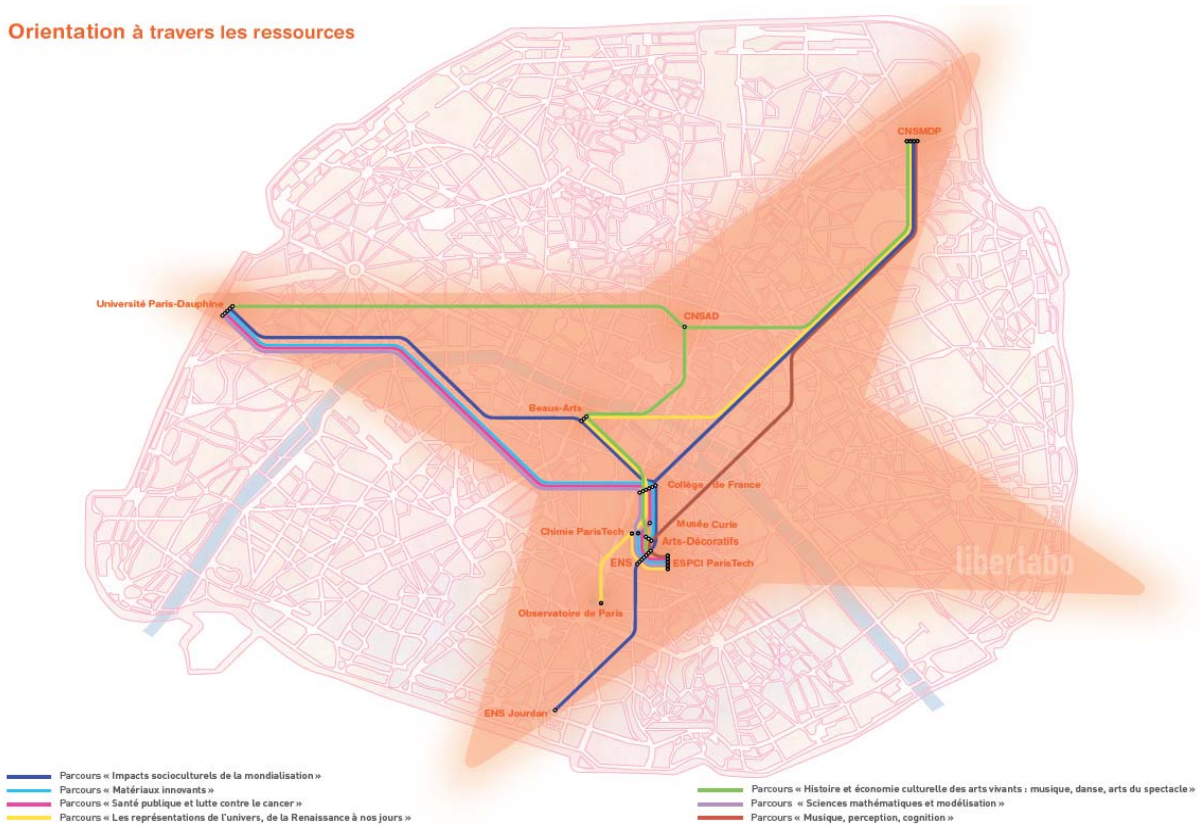 Orientation à travers les ressources
CNSMDP
Université Paris-Dauphine
CNSAD
Beaux-Arts
Collège de France
Musée Curie
Chimie ParisTech
Arts-Décoratifs
ENS
ESPCI ParisTech
liberlabo
Observatoire de Paris
ENS Jourdan
Parcours « Impacts socioculturels de la mondialisation »
Parcours « Matériaux innovants »
Parcours « Santé publique et lutte contre le cancer »
Parcours « Les représentations de l'univers, de la Renaissance à nos jours »
Parcours « Histoire et économie culturelle des arts vivants : musique, danse, arts du spectacle »
Parcours « Sciences mathématiques et modélisation »
Parcours « Musique, perception, cognition »